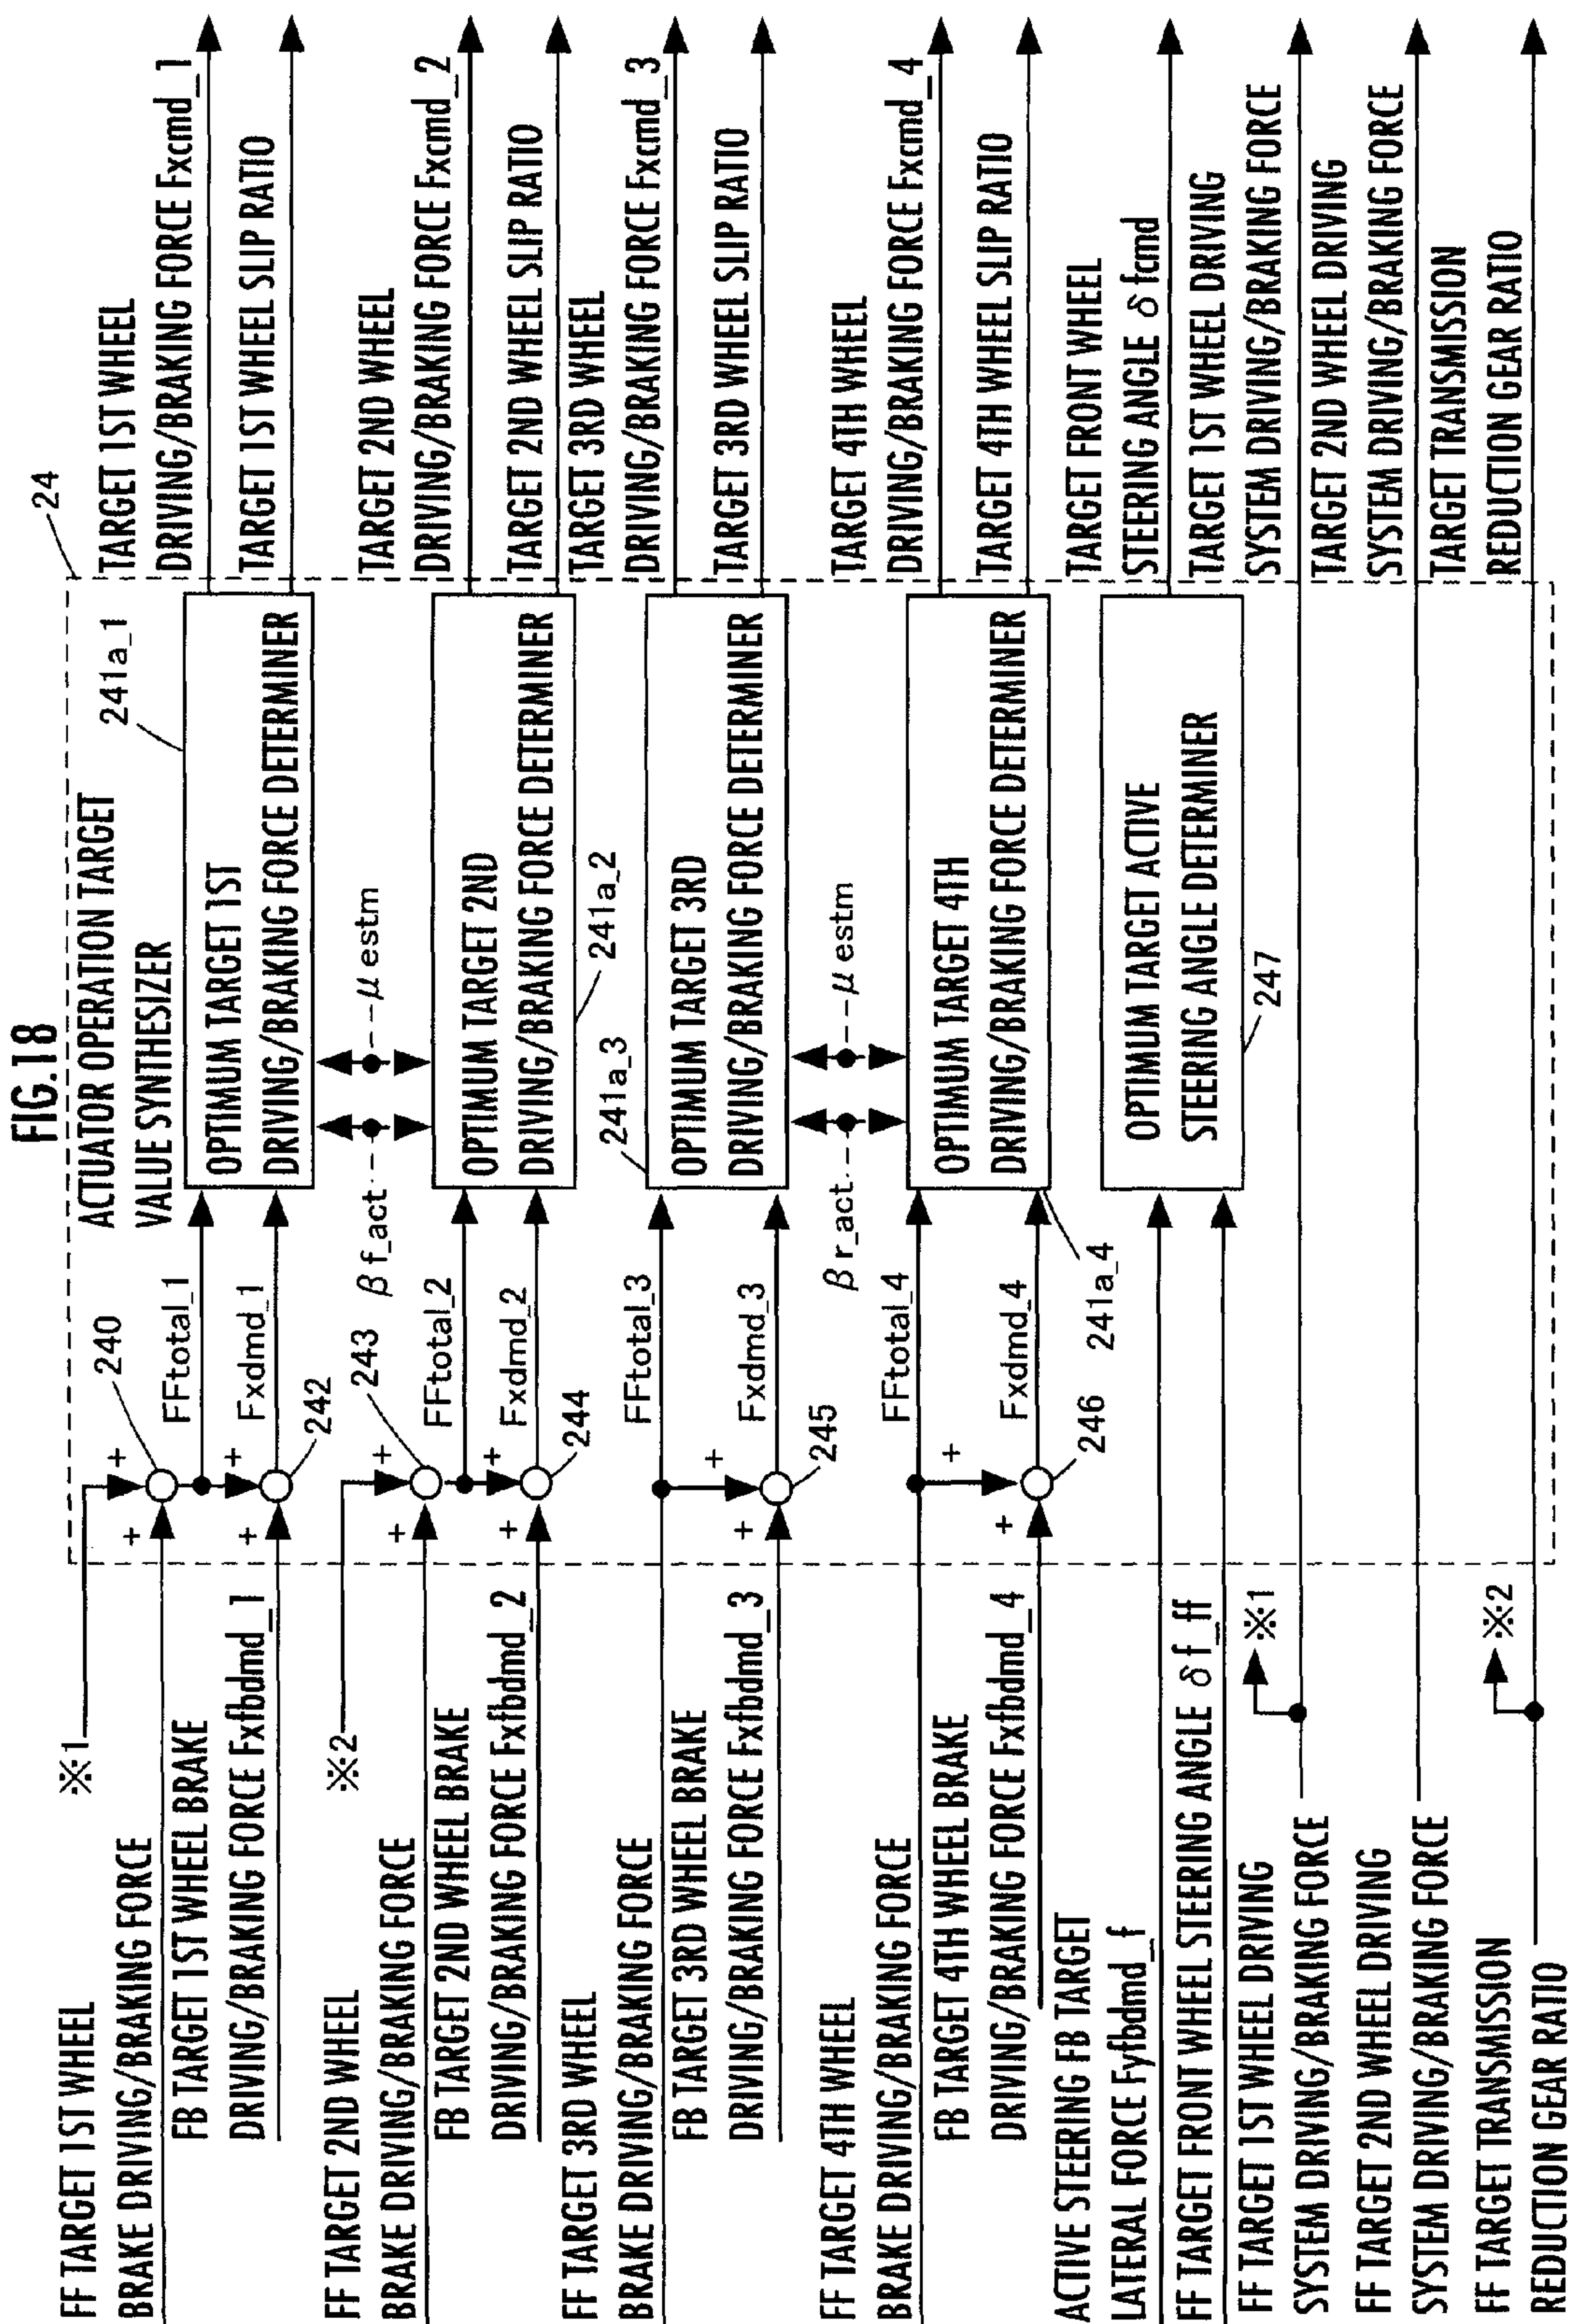 FIG.18
24
ACTUATOR OPERATION TARGET
VALUE SYNTHESIZER
※1
FF TARGET 1ST WHEEL
BRAKE DRIVING/BRAKING FORCE
FB TARGET 1ST WHEEL BRAKE
DRIVING/BRAKING FORCE Fxfbdmd_1
+
+
240
FFtotal_1
+
+
Fxdmd_1
242
241a_1
OPTIMUM TARGET 1ST
DRIVING/BRAKING FORCE DETERMINER
TARGET 1ST WHEEL
DRIVING/BRAKING FORCE Fxcmd_1
TARGET 1ST WHEEL SLIP RATIO
βf_act
μestm
※2
FF TARGET 2ND WHEEL
BRAKE DRIVING/BRAKING FORCE
FB TARGET 2ND WHEEL BRAKE
DRIVING/BRAKING FORCE Fxfbdmd_2
+
+
243
FFtotal_2
+
+
Fxdmd_2
244
OPTIMUM TARGET 2ND
DRIVING/BRAKING FORCE DETERMINER
241a_2
TARGET 2ND WHEEL
DRIVING/BRAKING FORCE Fxcmd_2
TARGET 2ND WHEEL SLIP RATIO
FF TARGET 3RD WHEEL
BRAKE DRIVING/BRAKING FORCE
FB TARGET 3RD WHEEL BRAKE
DRIVING/BRAKING FORCE Fxfbdmd_3
FFtotal_3
+
+
Fxdmd_3
245
241a_3
OPTIMUM TARGET 3RD
DRIVING/BRAKING FORCE DETERMINER
TARGET 3RD WHEEL
DRIVING/BRAKING FORCE Fxcmd_3
TARGET 3RD WHEEL SLIP RATIO
βr_act
μestm
FF TARGET 4TH WHEEL
BRAKE DRIVING/BRAKING FORCE
FB TARGET 4TH WHEEL BRAKE
DRIVING/BRAKING FORCE Fxfbdmd_4
FFtotal_4
+
+
Fxdmd_4
246
241a_4
OPTIMUM TARGET 4TH
DRIVING/BRAKING FORCE DETERMINER
TARGET 4TH WHEEL
DRIVING/BRAKING FORCE Fxcmd_4
TARGET 4TH WHEEL SLIP RATIO
ACTIVE STEERING FB TARGET
LATERAL FORCE Fyfbdmd_f
FF TARGET FRONT WHEEL STEERING ANGLE δf_ff
OPTIMUM TARGET ACTIVE
STEERING ANGLE DETERMINER
247
TARGET FRONT WHEEL
STEERING ANGLE δfcmd
FF TARGET 1ST WHEEL DRIVING
SYSTEM DRIVING/BRAKING FORCE
※1
TARGET 1ST WHEEL DRIVING
SYSTEM DRIVING/BRAKING FORCE
FF TARGET 2ND WHEEL DRIVING
SYSTEM DRIVING/BRAKING FORCE
TARGET 2ND WHEEL DRIVING
SYSTEM DRIVING/BRAKING FORCE
FF TARGET TRANSMISSION
REDUCTION GEAR RATIO
※2
TARGET TRANSMISSION
REDUCTION GEAR RATIO